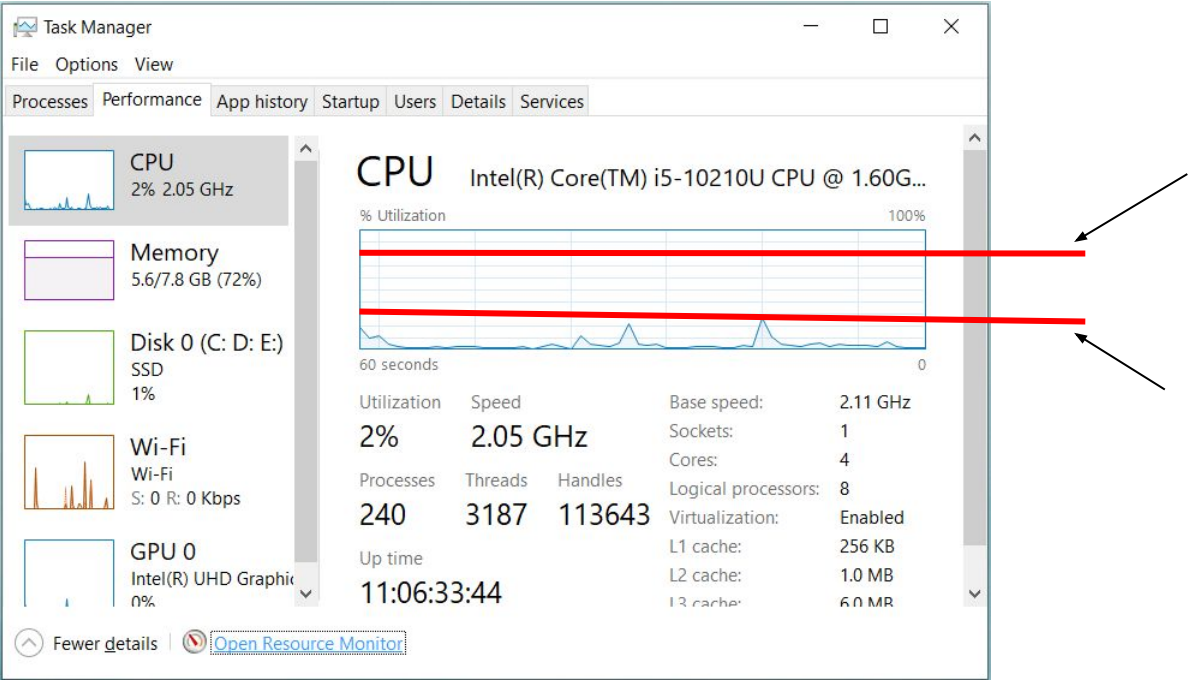 Task Manager
File Options View
Processes Performance App history Startup Users Details Services
CPU
2% 2.05 GHz
Memory
5.6/7.8 GB (72%)
Disk 0 (C: D: E:)
SSD
1%
Wi-Fi
Wi-Fi
S: 0 R: 0 Kbps
GPU 0
Intel(R) UHD Graphic
0%
CPU Intel(R) Core(TM) i5-10210U CPU @ 1.60G...
% Utilization 100%
60 seconds 0
Utilization Speed
2% 2.05 GHz
Processes Threads Handles
240 3187 113643
Up time
11:06:33:44
Base speed: 2.11 GHz
Sockets: 1
Cores: 4
Logical processors: 8
Virtualization: Enabled
L1 cache: 256 KB
L2 cache: 1.0 MB
L3 cache: 6.0 MB
Fewer details Open Resource Monitor